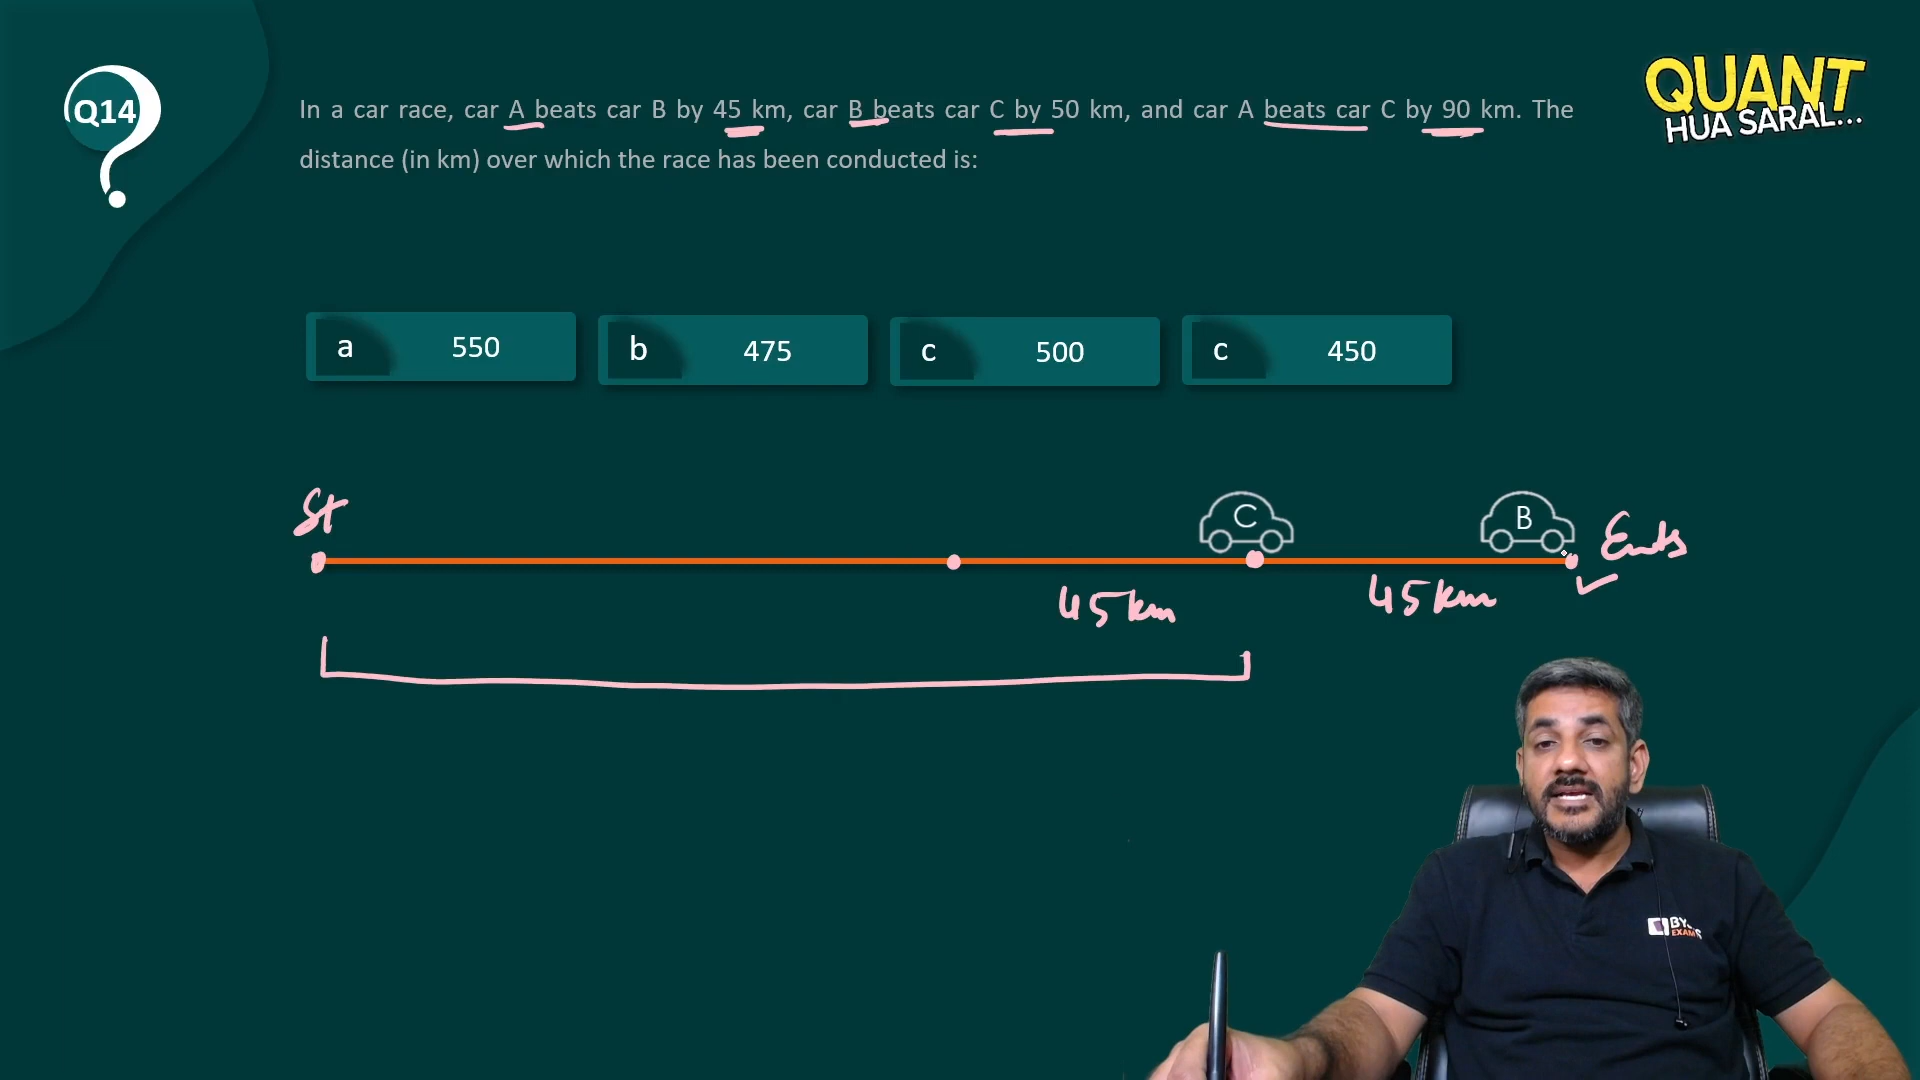 Q14
In a car race, car A beats car B by 45 km, car B beats car C by 50 km, and car A beats car C by 90 km. The
distance (in km) over which the race has been conducted is:
QUANT
HUA SARAL...
a 550
b 475
c 500
c 450
St
C
B
Ends
45 km
45 km
EXAM